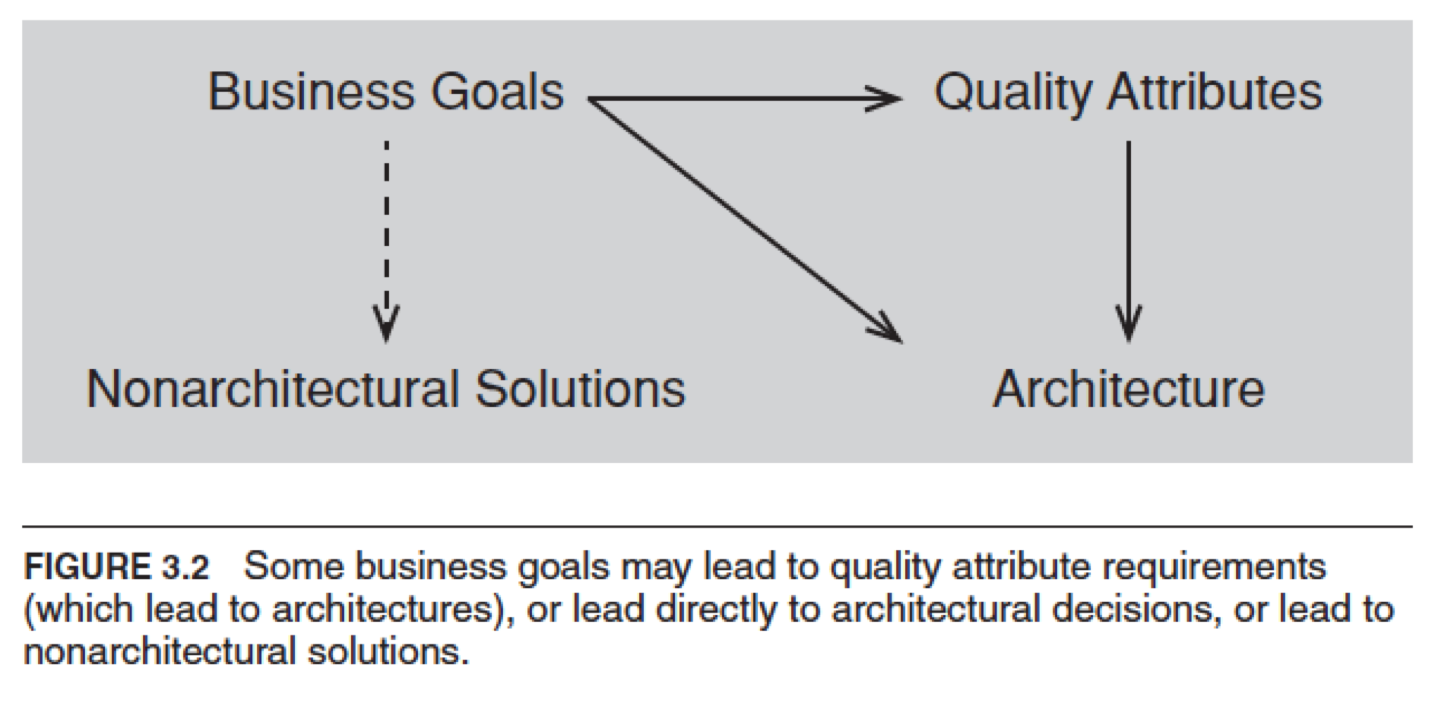 Business Goals
Quality Attributes
Nonarchitectural Solutions
Architecture
FIGURE 3.2 Some business goals may lead to quality attribute requirements
(which lead to architectures), or lead directly to architectural decisions, or lead to
nonarchitectural solutions.